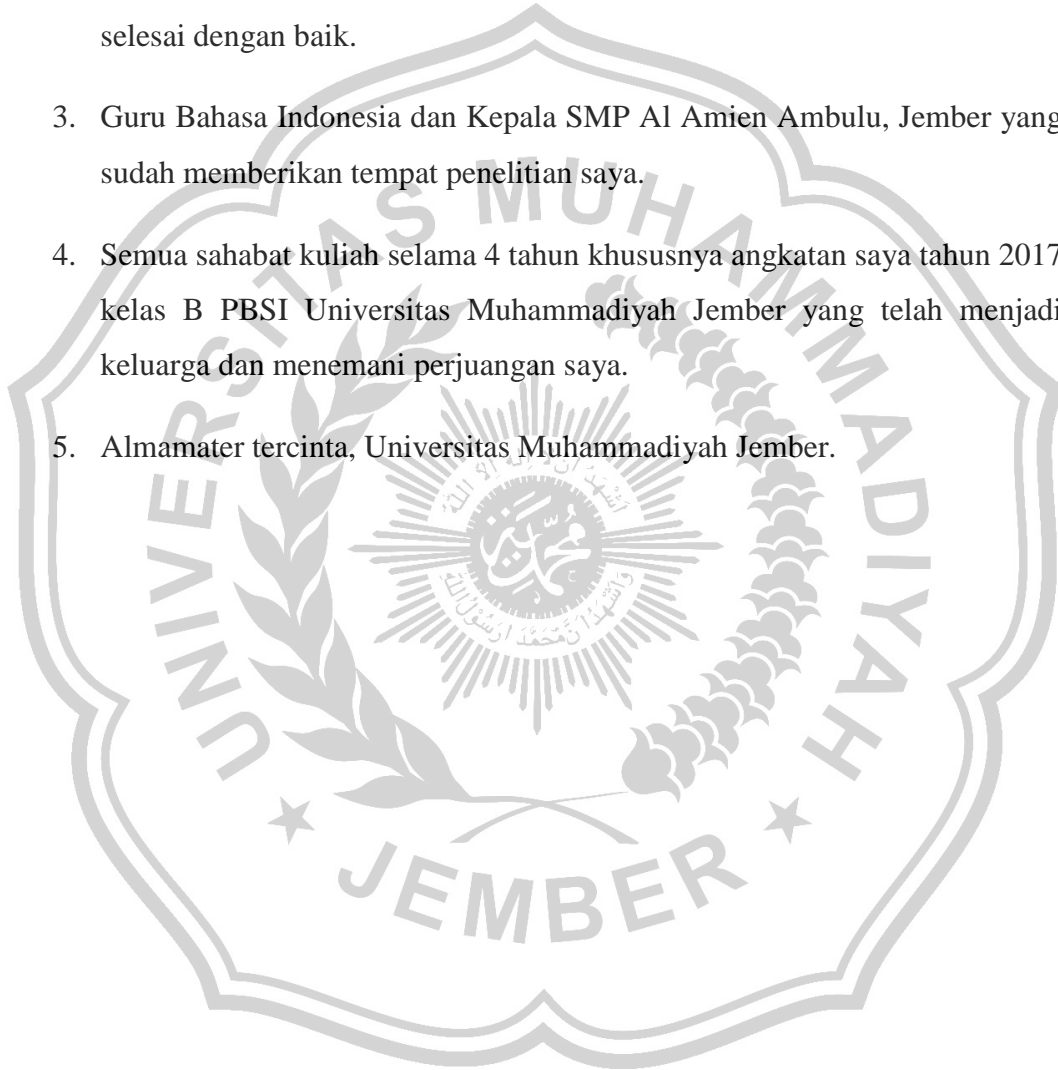 selesai dengan baik.
3. Guru Bahasa Indonesia dan Kepala SMP Al Amien Ambulu, Jember yang
sudah memberikan tempat penelitian saya.
4. Semua sahabat kuliah selama 4 tahun khususnya angkatan saya tahun 2017
kelas B PBSI Universitas Muhammadiyah Jember yang telah menjadi
keluarga dan menemani perjuangan saya.
5. Almamater tercinta, Universitas Muhammadiyah Jember.
UNIVERSITAS MUHAMMADIYAH
JEMBER